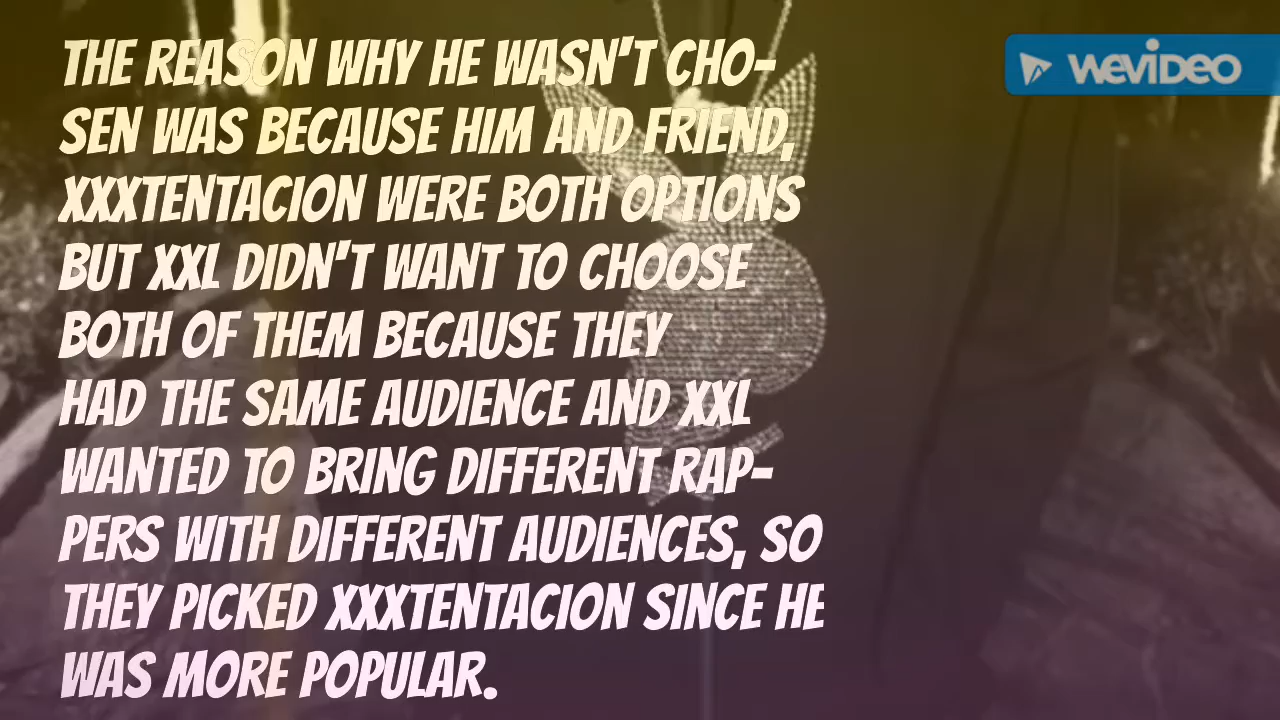 THE REASON WHY HE WASN'T CHO-
SEN WAS BECAUSE HIM AND FRIEND,
XXXTENTACION WERE BOTH OPTIONS
BUT XXL DIDN'T WANT TO CHOOSE
BOTH OF THEM BECAUSE THEY
HAD THE SAME AUDIENCE AND XXL
WANTED TO BRING DIFFERENT RAP-
PERS WITH DIFFERENT AUDIENCES, SO
THEY PICKED XXXTENTACION SINCE HE
WAS MORE POPULAR.
WEVIDEO